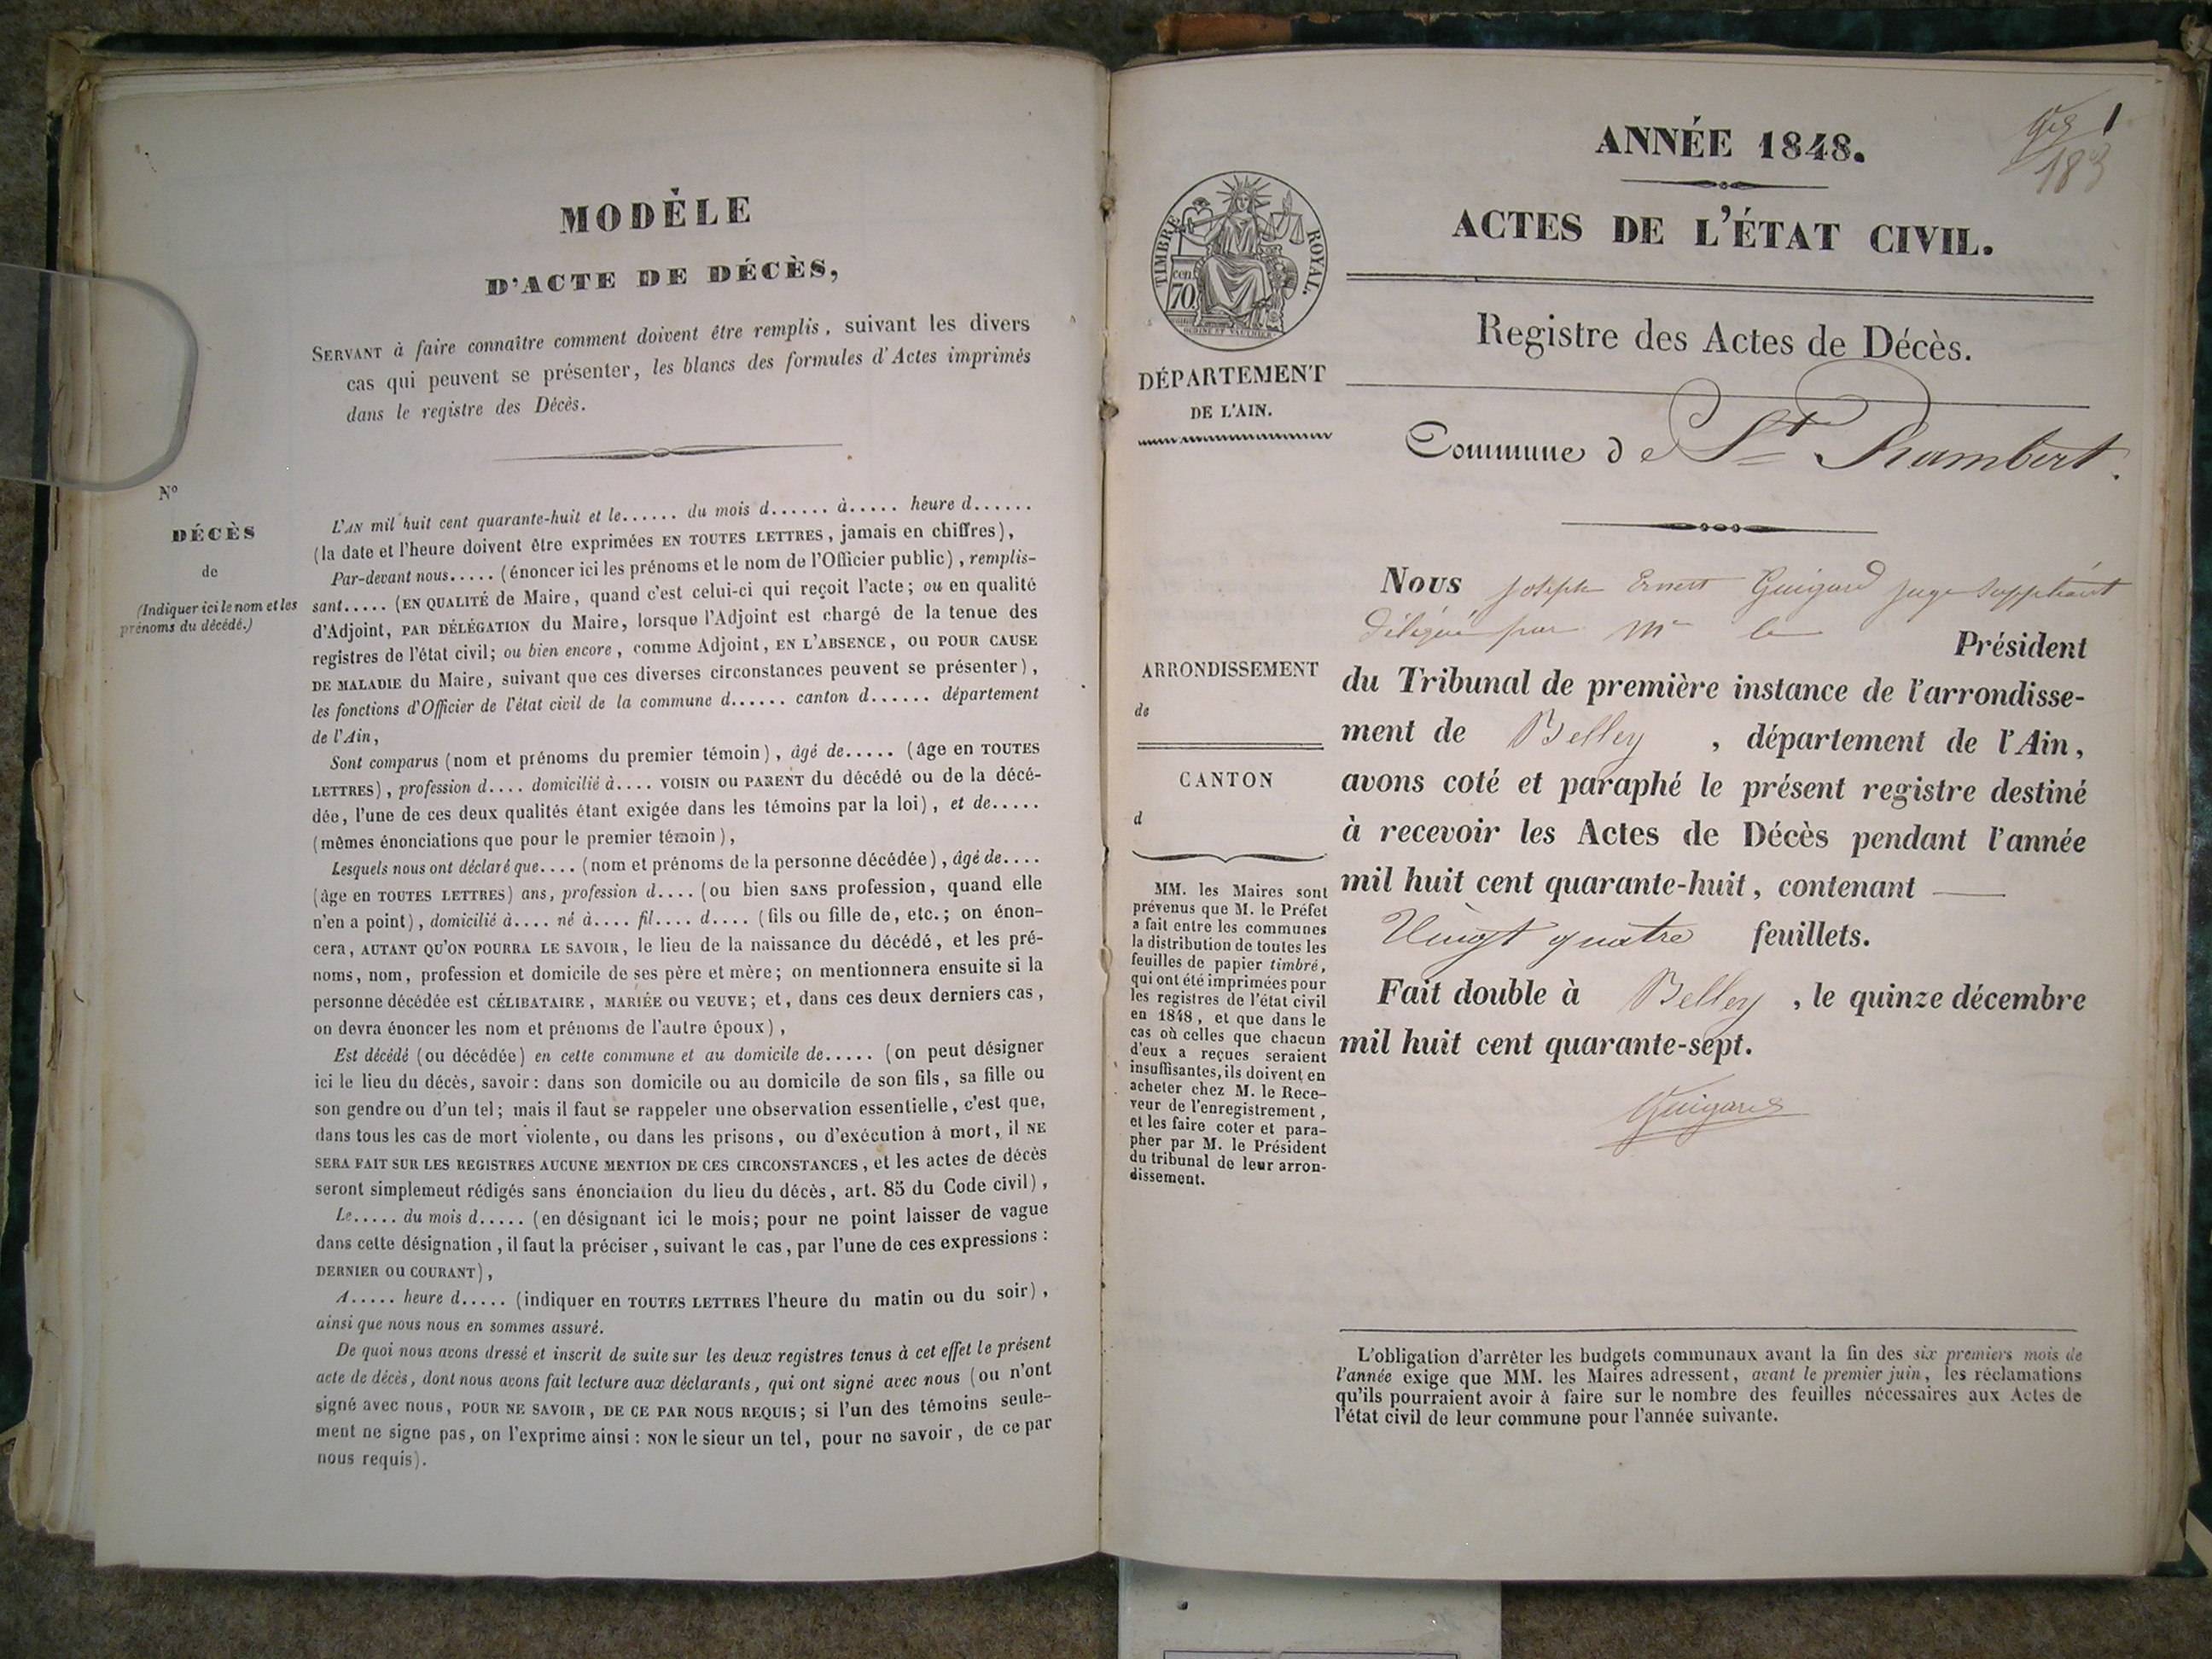 MODÈLE
D'ACTE DE DÉCÈS,
SERVANT à faire connaître comment doivent être remplis, suivant les divers
cas qui peuvent se présenter, les blancs des formules d'Actes imprimés
dans le registre des Décès.
N°
DÉCÈS
de
(Indiquer ici le nom et les
prénoms du décédé.)
L'AN mil huit cent quarante-huit et le...... du mois d...... à..... heure d......
(la date et l'heure doivent être exprimées EN TOUTES LETTRES, jamais en chiffres),
Par-devant nous..... (énoncer ici les prénoms et le nom de l'Officier public), remplis-
sant..... (EN QUALITÉ de Maire, quand c'est celui-ci qui reçoit l'acte; ou en qualité
d'Adjoint, PAR DÉLÉGATION du Maire, lorsque l'Adjoint est chargé de la tenue des
registres de l'état civil; ou bien encore, comme Adjoint, EN L'ABSENCE, OU POUR CAUSE
DE MALADIE du Maire, suivant que ces diverses circonstances peuvent se présenter),
les fonctions d'Officier de l'état civil de la commune d...... canton d...... département
de l'Ain,
Sont comparus (nom et prénoms du premier témoin), âgé de..... (âge en TOUTES
LETTRES), profession d.... domicilié à.... VOISIN OU PARENT du décédé ou de la décé-
dée, l'une de ces deux qualités étant exigée dans les témoins par la loi), et de.....
(mêmes énonciations que pour le premier témoin),
Lesquels nous ont déclaré que.... (nom et prénoms de la personne décédée), âgé de....
(âge en TOUTES LETTRES) ans, profession d.... (ou bien SANS profession, quand elle
n'en a point), domicilié à.... né à.... fil.... d.... (fils ou fille de, etc.; on énon-
cera, AUTANT QU'ON POURRA LE SAVOIR, le lieu de la naissance du décédé, et les pré-
noms, nom, profession et domicile de ses père et mère; on mentionnera ensuite si la
personne décédée est CÉLIBATAIRE, MARIÉE OU VEUVE; et, dans ces deux derniers cas,
on devra énoncer les nom et prénoms de l'autre époux),
Est décédé (ou décédée) en cette commune et au domicile de..... (on peut désigner
ici le lieu du décès, savoir: dans son domicile ou au domicile de son fils, sa fille ou
son gendre ou d'un tel; mais il faut se rappeler une observation essentielle, c'est que,
dans tous les cas de mort violente, ou dans les prisons, ou d'exécution à mort, il NE
SERA FAIT SUR LES REGISTRES AUCUNE MENTION DE CES CIRCONSTANCES, et les actes de décès
seront simplement rédigés sans énonciation du lieu du décès, art. 85 du Code civil),
Le..... du mois d..... (en désignant ici le mois; pour ne point laisser de vague
dans cette désignation, il faut la préciser, suivant le cas, par l'une de ces expressions:
DERNIER OU COURANT),
A..... heure d..... (indiquer en TOUTES LETTRES l'heure du matin ou du soir),
ainsi que nous nous en sommes assuré.
De quoi nous avons dressé et inscrit de suite sur les deux registres tenus à cet effet le présent
acte de décès, dont nous avons fait lecture aux déclarants, qui ont signé avec nous (ou n'ont
signé avec nous, POUR NE SAVOIR, DE CE PAR NOUS REQUIS; si l'un des témoins seule-
ment ne signe pas, on l'exprime ainsi: NON le sieur un tel, pour ne savoir, de ce par
nous requis).
1
183
ANNÉE 1848.
ACTES DE L'ÉTAT CIVIL.
TIMBRE ROYAL.
cen.
70
DÉPARTEMENT
DE L'AIN.
Registre des Actes de Décès.
Commune de St Rambert.
Nous Joseph Ernest Guigard juge suppléant
délégué par Mr le Président
du Tribunal de première instance de l'arrondisse-
ment de Belley, département de l'Ain,
avons coté et paraphé le présent registre destiné
à recevoir les Actes de Décès pendant l'année
mil huit cent quarante-huit, contenant
Vingt quatre feuillets.
Fait double à Belley, le quinze décembre
mil huit cent quarante-sept.
Guigard
ARRONDISSEMENT
de
CANTON
d
MM. les Maires sont
prévenus que M. le Préfet
a fait entre les communes
la distribution de toutes les
feuilles de papier timbré,
qui ont été imprimées pour
les registres de l'état civil
en 1848, et que dans le
cas où celles que chacun
d'eux a reçues seraient
insuffisantes, ils doivent en
acheter chez M. le Rece-
veur de l'enregistrement,
et les faire coter et para-
pher par M. le Président
du tribunal de leur arron-
dissement.
L'obligation d'arrêter les budgets communaux avant la fin des six premiers mois de
l'année exige que MM. les Maires adressent, avant le premier juin, les réclamations
qu'ils pourraient avoir à faire sur le nombre des feuilles nécessaires aux Actes de
l'état civil de leur commune pour l'année suivante.